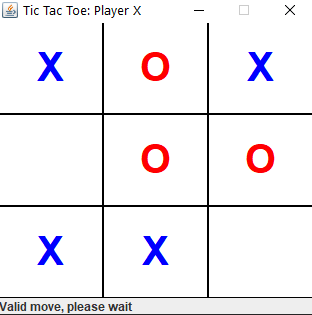 Tic Tac Toe: Player X
X O X
O O
X X
Valid move, please wait